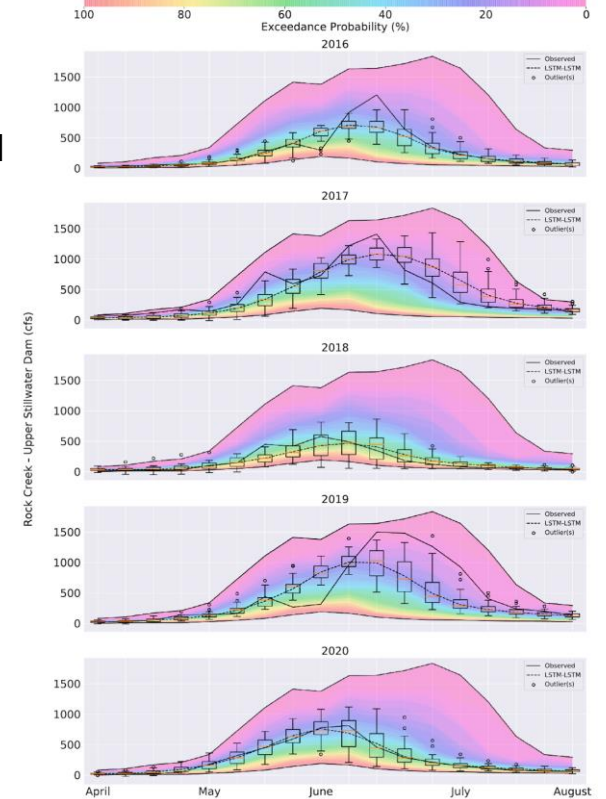 100 80 60 40 20 0
Exceedance Probability (%)
2016
Observed
LSTM-LSTM
Outlier(s)
1500
1000
500
0
2017
Observed
LSTM-LSTM
Outlier(s)
1500
1000
500
0
Rock Creek - Upper Stillwater Dam (cfs)
2018
Observed
LSTM-LSTM
Outlier(s)
1500
1000
500
0
2019
Observed
LSTM-LSTM
Outlier(s)
1500
1000
500
0
2020
Observed
LSTM-LSTM
Outlier(s)
1500
1000
500
0
April May June July August